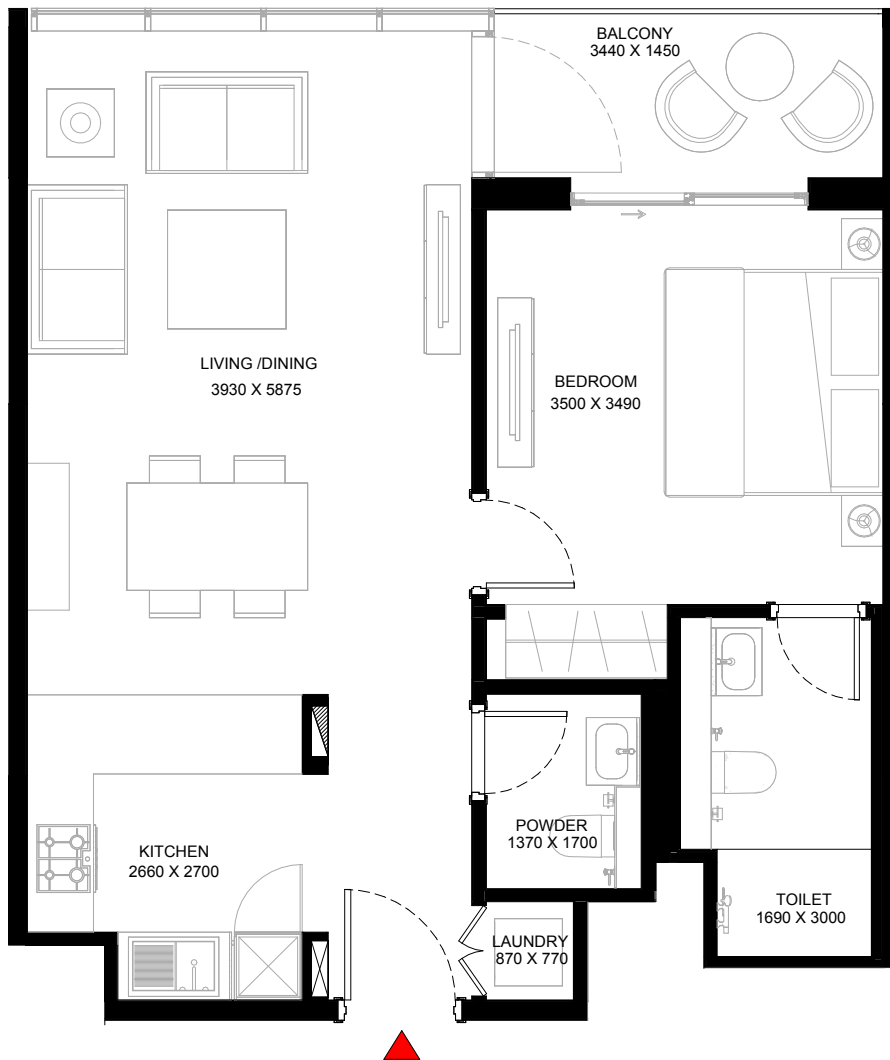 BALCONY
3440 X 1450
LIVING /DINING
3930 X 5875
BEDROOM
3500 X 3490
POWDER
1370 X 1700
KITCHEN
2660 X 2700
TOILET
1690 X 3000
LAUNDRY
870 X 770